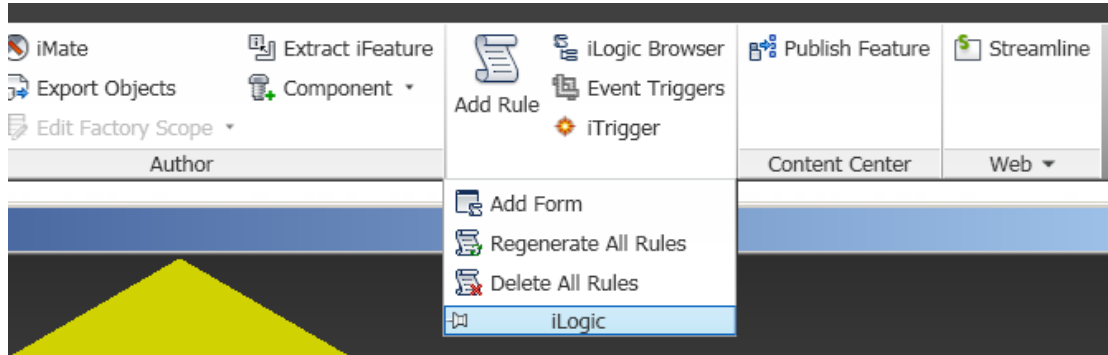 iMate
Export Objects
Edit Factory Scope
Extract iFeature
Component
Author
Add Rule
iLogic Browser
Event Triggers
iTrigger
Add Form
Regenerate All Rules
Delete All Rules
iLogic
Publish Feature
Content Center
Streamline
Web